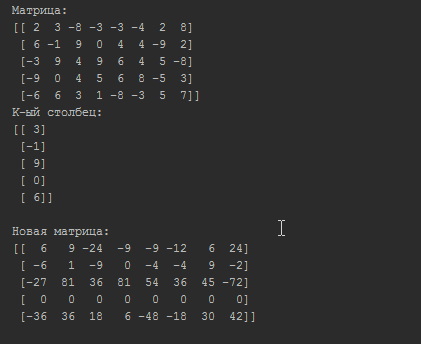 Матрица:
[[ 2  3 -8 -3 -3 -4  2  8]
 [ 6 -1  9  0  4  4 -9  2]
 [-3  9  4  9  6  4  5 -8]
 [-9  0  4  5  6  8 -5  3]
 [-6  6  3  1 -8 -3  5  7]]
К-ый столбец:
[[ 3]
 [-1]
 [ 9]
 [ 0]
 [ 6]]
Новая матрица:
[[  6   9 -24  -9  -9 -12   6  24]
 [ -6   1  -9   0  -4  -4   9  -2]
 [-27  81  36  81  54  36  45 -72]
 [  0   0   0   0   0   0   0   0]
 [-36  36  18   6 -48 -18  30  42]]